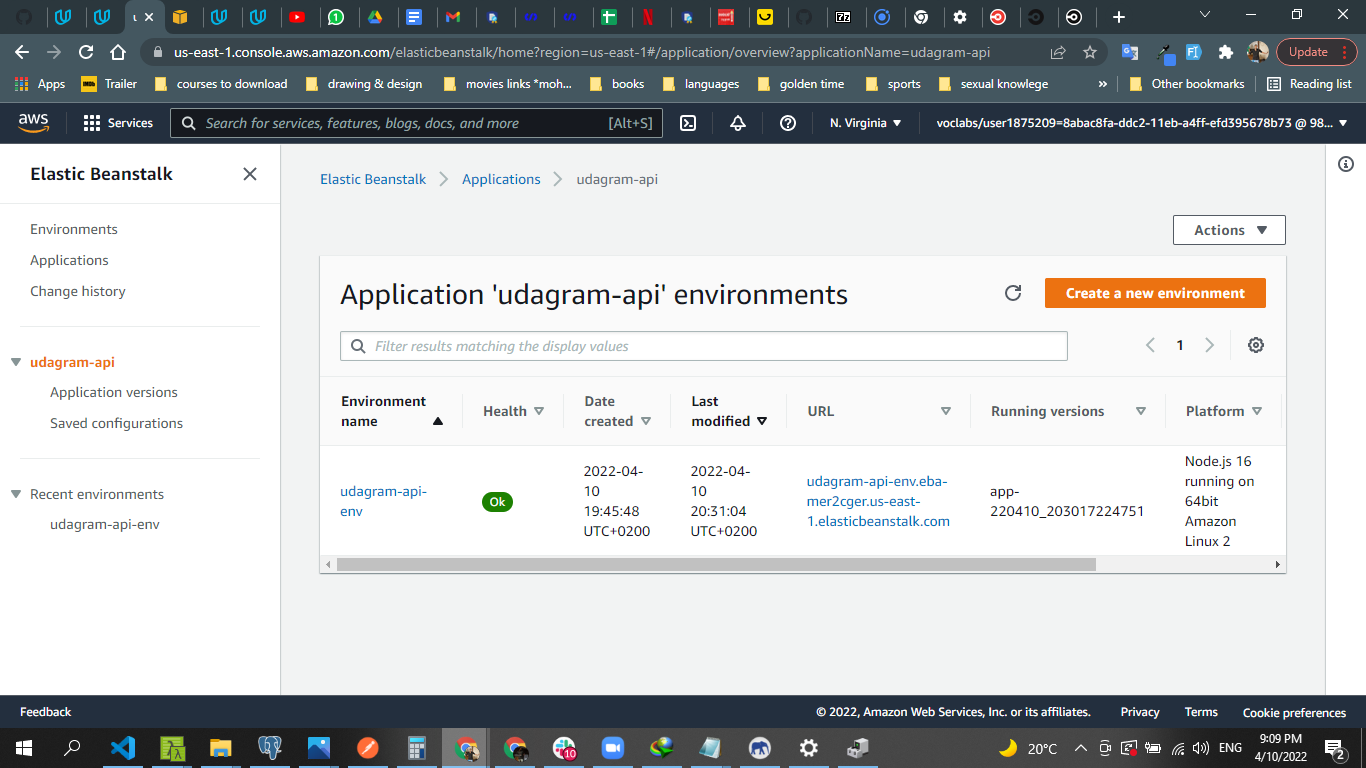 us-east-1.console.aws.amazon.com/elasticbeanstalk/home?region=us-east-1#/application/overview?applicationName=udagram-api
Update
Apps
Trailer
courses to download
drawing & design
movies links *moh...
books
languages
golden time
sports
sexual knowlege
»
Other bookmarks
Reading list
aws
Services
Search for services, features, blogs, docs, and more
[Alt+S]
N. Virginia
voclabs/user1875209=8abac8fa-ddc2-11eb-a4ff-efd395678b73 @ 98...
Elastic Beanstalk
Environments
Applications
Change history
udagram-api
Application versions
Saved configurations
Recent environments
udagram-api-env
Elastic Beanstalk
Applications
udagram-api
Actions
Application 'udagram-api' environments
Create a new environment
Filter results matching the display values
1
Environment
name
Health
Date
created
Last
modified
URL
Running versions
Platform
udagram-api-
env
Ok
2022-04-
10
19:45:48
UTC+0200
2022-04-
10
20:31:04
UTC+0200
udagram-api-env.eba-
mer2cger.us-east-
1.elasticbeanstalk.com
app-
220410_203017224751
Node.js 16
running on
64bit
Amazon
Linux 2
Feedback
© 2022, Amazon Web Services, Inc. or its affiliates.
Privacy
Terms
Cookie preferences
10
20°C
ENG
9:09 PM
4/10/2022
2